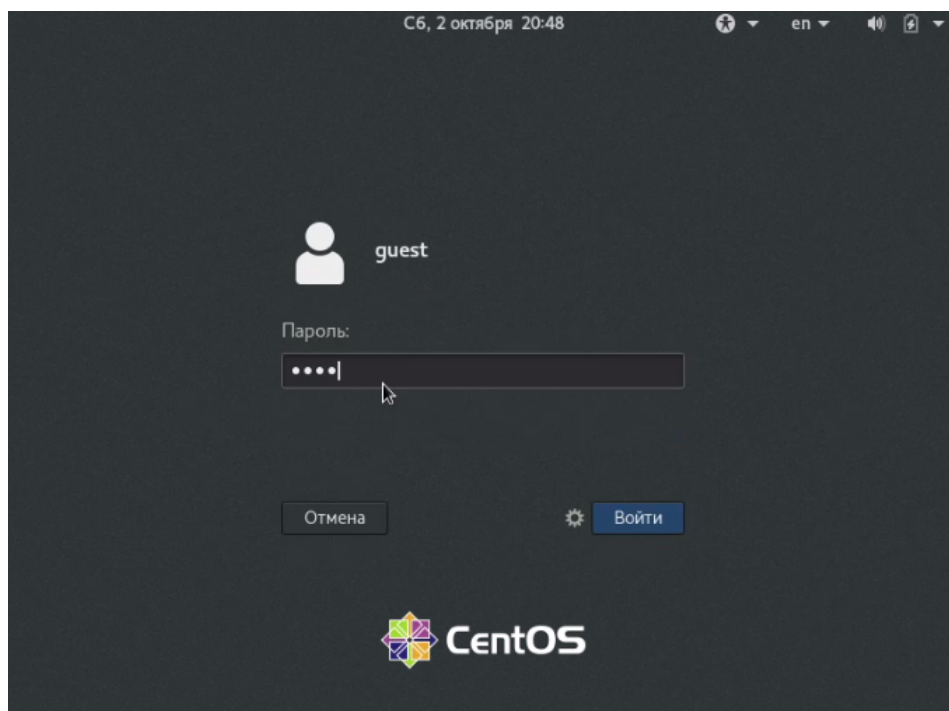 Сб, 2 октября 20:48 en
guest
Пароль:
••••
Отмена Войти
CentOS